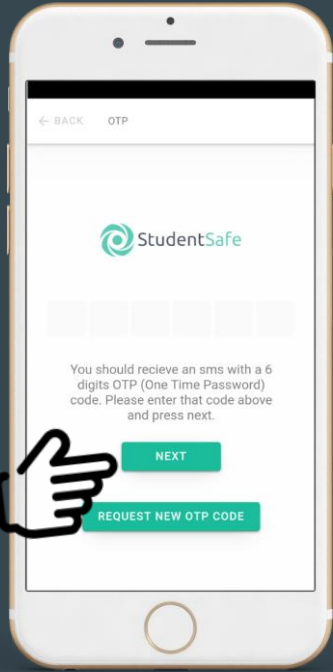 ← BACK OTP
StudentSafe
You should recieve an sms with a 6
digits OTP (One Time Password)
code. Please enter that code above
and press next.
NEXT
REQUEST NEW OTP CODE